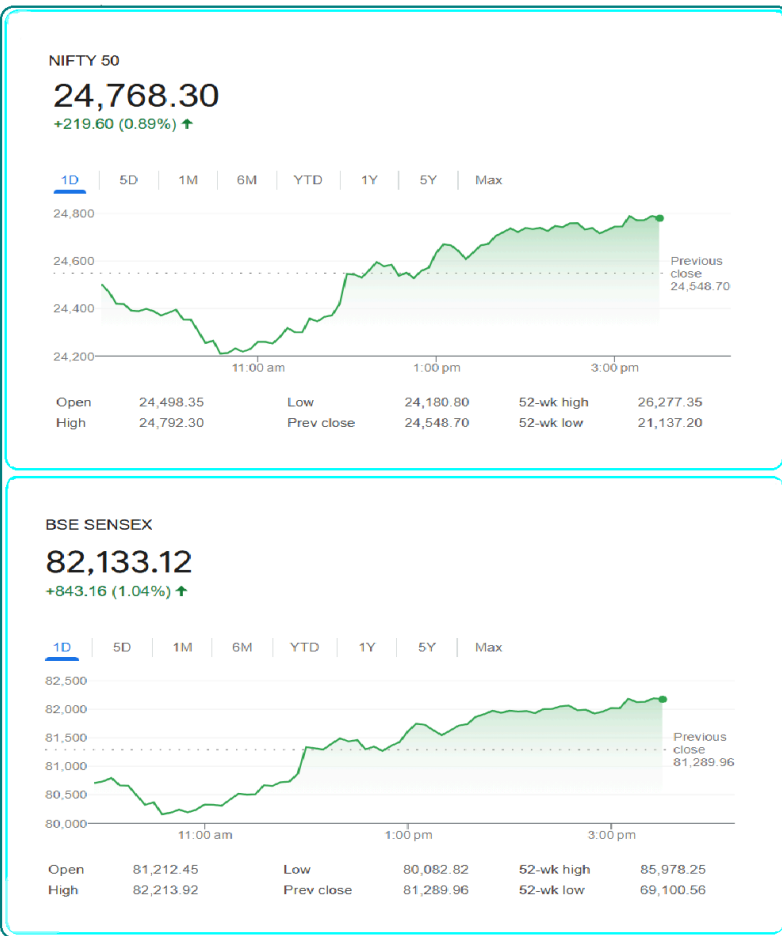 NIFTY 50
24,768.30
+219.60 (0.89%) ↑
1D 5D 1M 6M YTD 1Y 5Y Max
24,800
24,600
Previous
close
24,548.70
24,400
24,200
11:00 am 1:00 pm 3:00 pm
Open 24,498.35 Low 24,180.80 52-wk high 26,277.35
High 24,792.30 Prev close 24,548.70 52-wk low 21,137.20
BSE SENSEX
82,133.12
+843.16 (1.04%) ↑
1D 5D 1M 6M YTD 1Y 5Y Max
82,500
82,000
81,500
Previous
close
81,289.96
81,000
80,500
80,000
11:00 am 1:00 pm 3:00 pm
Open 81,212.45 Low 80,082.82 52-wk high 85,978.25
High 82,213.92 Prev close 81,289.96 52-wk low 69,100.56